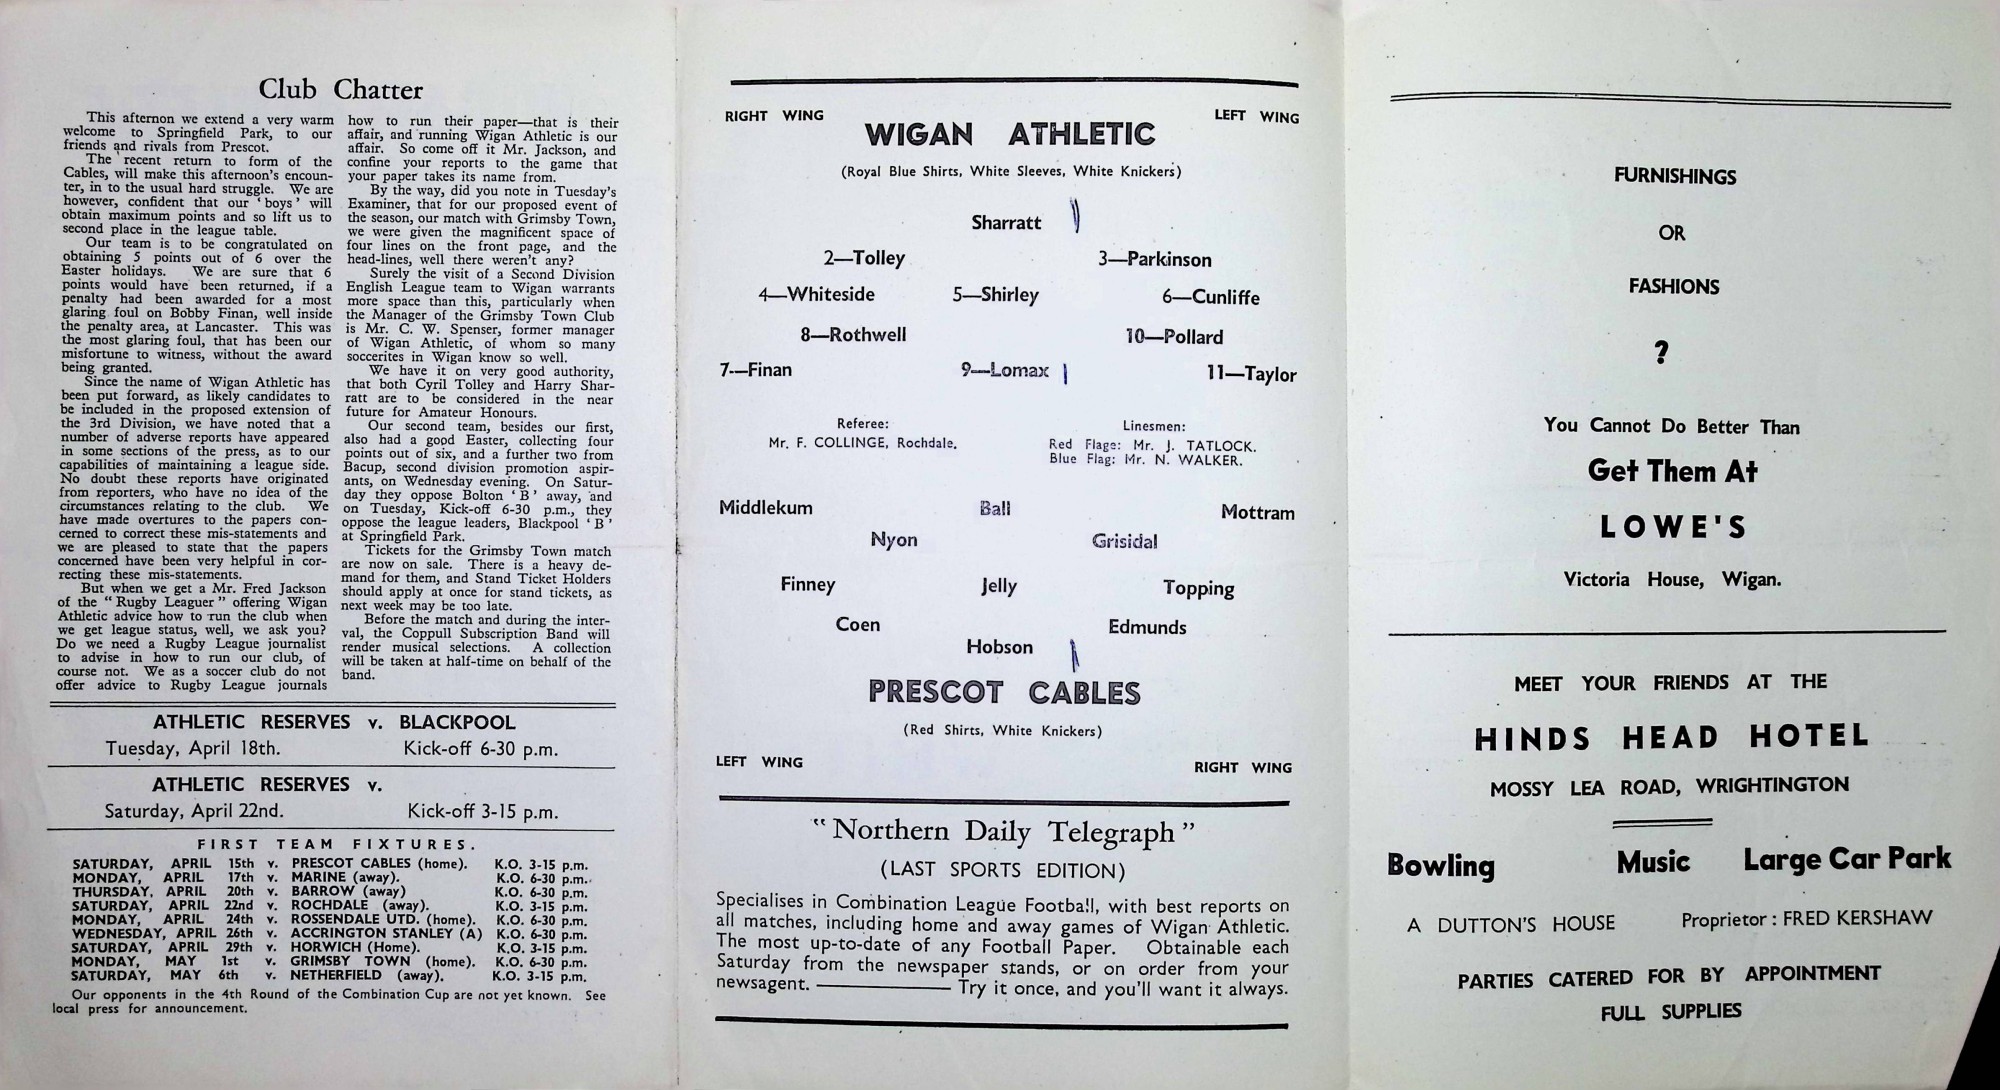 Club Chatter
This afternon we extend a very warm
welcome to Springfield Park, to our
friends and rivals from Prescot.
The recent return to form of the
Cables, will make this afternoon's encoun-
ter, in to the usual hard struggle. We are
however, confident that our ' boys ' will
obtain maximum points and so lift us to
second place in the league table.
Our team is to be congratulated on
obtaining 5 points out of 6 over the
Easter holidays. We are sure that 6
points would have been returned, if a
penalty had been awarded for a most
glaring foul on Bobby Finan, well inside
the penalty area, at Lancaster. This was
the most glaring foul, that has been our
misfortune to witness, without the award
being granted.
Since the name of Wigan Athletic has
been put forward, as likely candidates to
be included in the proposed extension of
the 3rd Division, we have noted that a
number of adverse reports have appeared
in some sections of the press, as to our
capabilities of maintaining a league side.
No doubt these reports have originated
from reporters, who have no idea of the
circumstances relating to the club. We
have made overtures to the papers con-
cerned to correct these mis-statements and
we are pleased to state that the papers
concerned have been very helpful in cor-
recting these mis-statements.
But when we get a Mr. Fred Jackson
of the " Rugby Leaguer " offering Wigan
Athletic advice how to run the club when
we get league status, well, we ask you?
Do we need a Rugby League journalist
to advise in how to run our club, of
course not. We as a soccer club do not
offer advice to Rugby League journals
how to run their paper—that is their
affair, and running Wigan Athletic is our
affair. So come off it Mr. Jackson, and
confine your reports to the game that
your paper takes its name from.
By the way, did you note in Tuesday's
Examiner, that for our proposed event of
the season, our match with Grimsby Town,
we were given the magnificent space of
four lines on the front page, and the
head-lines, well there weren't any?
Surely the visit of a Second Division
English League team to Wigan warrants
more space than this, particularly when
the Manager of the Grimsby Town Club
is Mr. C. W. Spenser, former manager
of Wigan Athletic, of whom so many
soccerites in Wigan know so well.
We have it on very good authority,
that both Cyril Tolley and Harry Shar-
ratt are to be considered in the near
future for Amateur Honours.
Our second team, besides our first,
also had a good Easter, collecting four
points out of six, and a further two from
Bacup, second division promotion aspir-
ants, on Wednesday evening. On Satur-
day they oppose Bolton ' B ' away, and
on Tuesday, Kick-off 6-30 p.m., they
oppose the league leaders, Blackpool ' B '
at Springfield Park.
Tickets for the Grimsby Town match
are now on sale. There is a heavy de-
mand for them, and Stand Ticket Holders
should apply at once for stand tickets, as
next week may be too late.
Before the match and during the inter-
val, the Coppull Subscription Band will
render musical selections. A collection
will be taken at half-time on behalf of the
band.
ATHLETIC RESERVES v. BLACKPOOL
Tuesday, April 18th. Kick-off 6-30 p.m.
ATHLETIC RESERVES v.
Saturday, April 22nd. Kick-off 3-15 p.m.
FIRST TEAM FIXTURES.
SATURDAY, APRIL 15th v. PRESCOT CABLES (home). K.O. 3-15 p.m.
MONDAY, APRIL 17th v. MARINE (away). K.O. 6-30 p.m.
THURSDAY, APRIL 20th v. BARROW (away) K.O. 6-30 p.m.
SATURDAY, APRIL 22nd v. ROCHDALE (away). K.O. 3-15 p.m.
MONDAY, APRIL 24th v. ROSSENDALE UTD. (home). K.O. 6-30 p.m.
WEDNESDAY, APRIL 26th v. ACCRINGTON STANLEY (A) K.O. 6-30 p.m.
SATURDAY, APRIL 29th v. HORWICH (Home). K.O. 3-15 p.m.
MONDAY, MAY 1st v. GRIMSBY TOWN (home). K.O. 6-30 p.m.
SATURDAY, MAY 6th v. NETHERFIELD (away). K.O. 3-15 p.m.
Our opponents in the 4th Round of the Combination Cup are not yet known. See
local press for announcement.
RIGHT WING LEFT WING
WIGAN ATHLETIC
(Royal Blue Shirts, White Sleeves, White Knickers)
Sharratt
2—Tolley 3—Parkinson
4—Whiteside 5—Shirley 6—Cunliffe
8—Rothwell 10—Pollard
7—Finan 9—Lomax 11—Taylor
Referee: Linesmen:
Mr. F. COLLINGE, Rochdale. Red Flage: Mr. J. TATLOCK.
Blue Flag: Mr. N. WALKER.
Middlekum Ball Mottram
Nyon Grisidal
Finney Jelly Topping
Coen Edmunds
Hobson
PRESCOT CABLES
(Red Shirts, White Knickers)
LEFT WING RIGHT WING
" Northern Daily Telegraph "
(LAST SPORTS EDITION)
Specialises in Combination League Football, with best reports on
all matches, including home and away games of Wigan Athletic.
The most up-to-date of any Football Paper. Obtainable each
Saturday from the newspaper stands, or on order from your
newsagent. — Try it once, and you'll want it always.
FURNISHINGS
OR
FASHIONS
?
You Cannot Do Better Than
Get Them At
LOWE'S
Victoria House, Wigan.
MEET YOUR FRIENDS AT THE
HINDS HEAD HOTEL
MOSSY LEA ROAD, WRIGHTINGTON
Bowling Music Large Car Park
A DUTTON'S HOUSE Proprietor : FRED KERSHAW
PARTIES CATERED FOR BY APPOINTMENT
FULL SUPPLIES